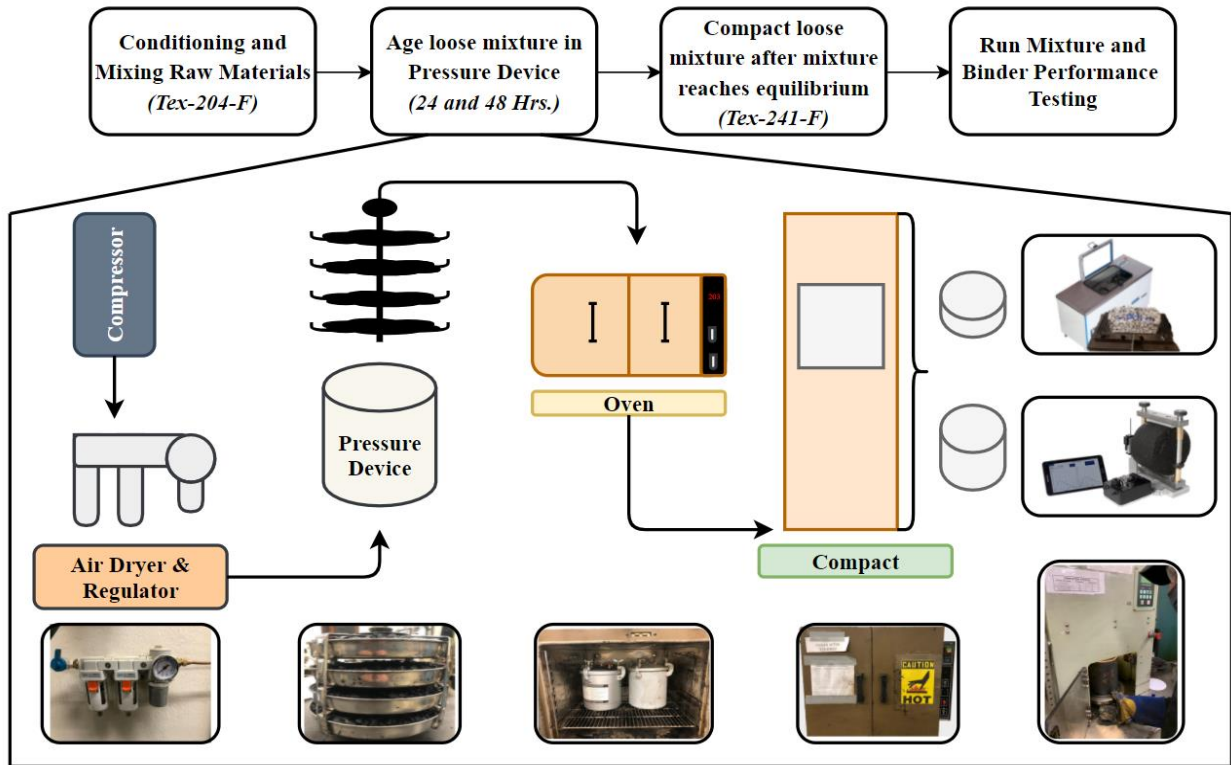 Conditioning and
Mixing Raw Materials
(Tex-204-F)
Age loose mixture in
Pressure Device
(24 and 48 Hrs.)
Compact loose
mixture after mixture
reaches equilibrium
(Tex-241-F)
Run Mixture and
Binder Performance
Testing
Compressor
Pressure
Device
203
Oven
Air Dryer &
Regulator
Compact
CAUTION
HOT